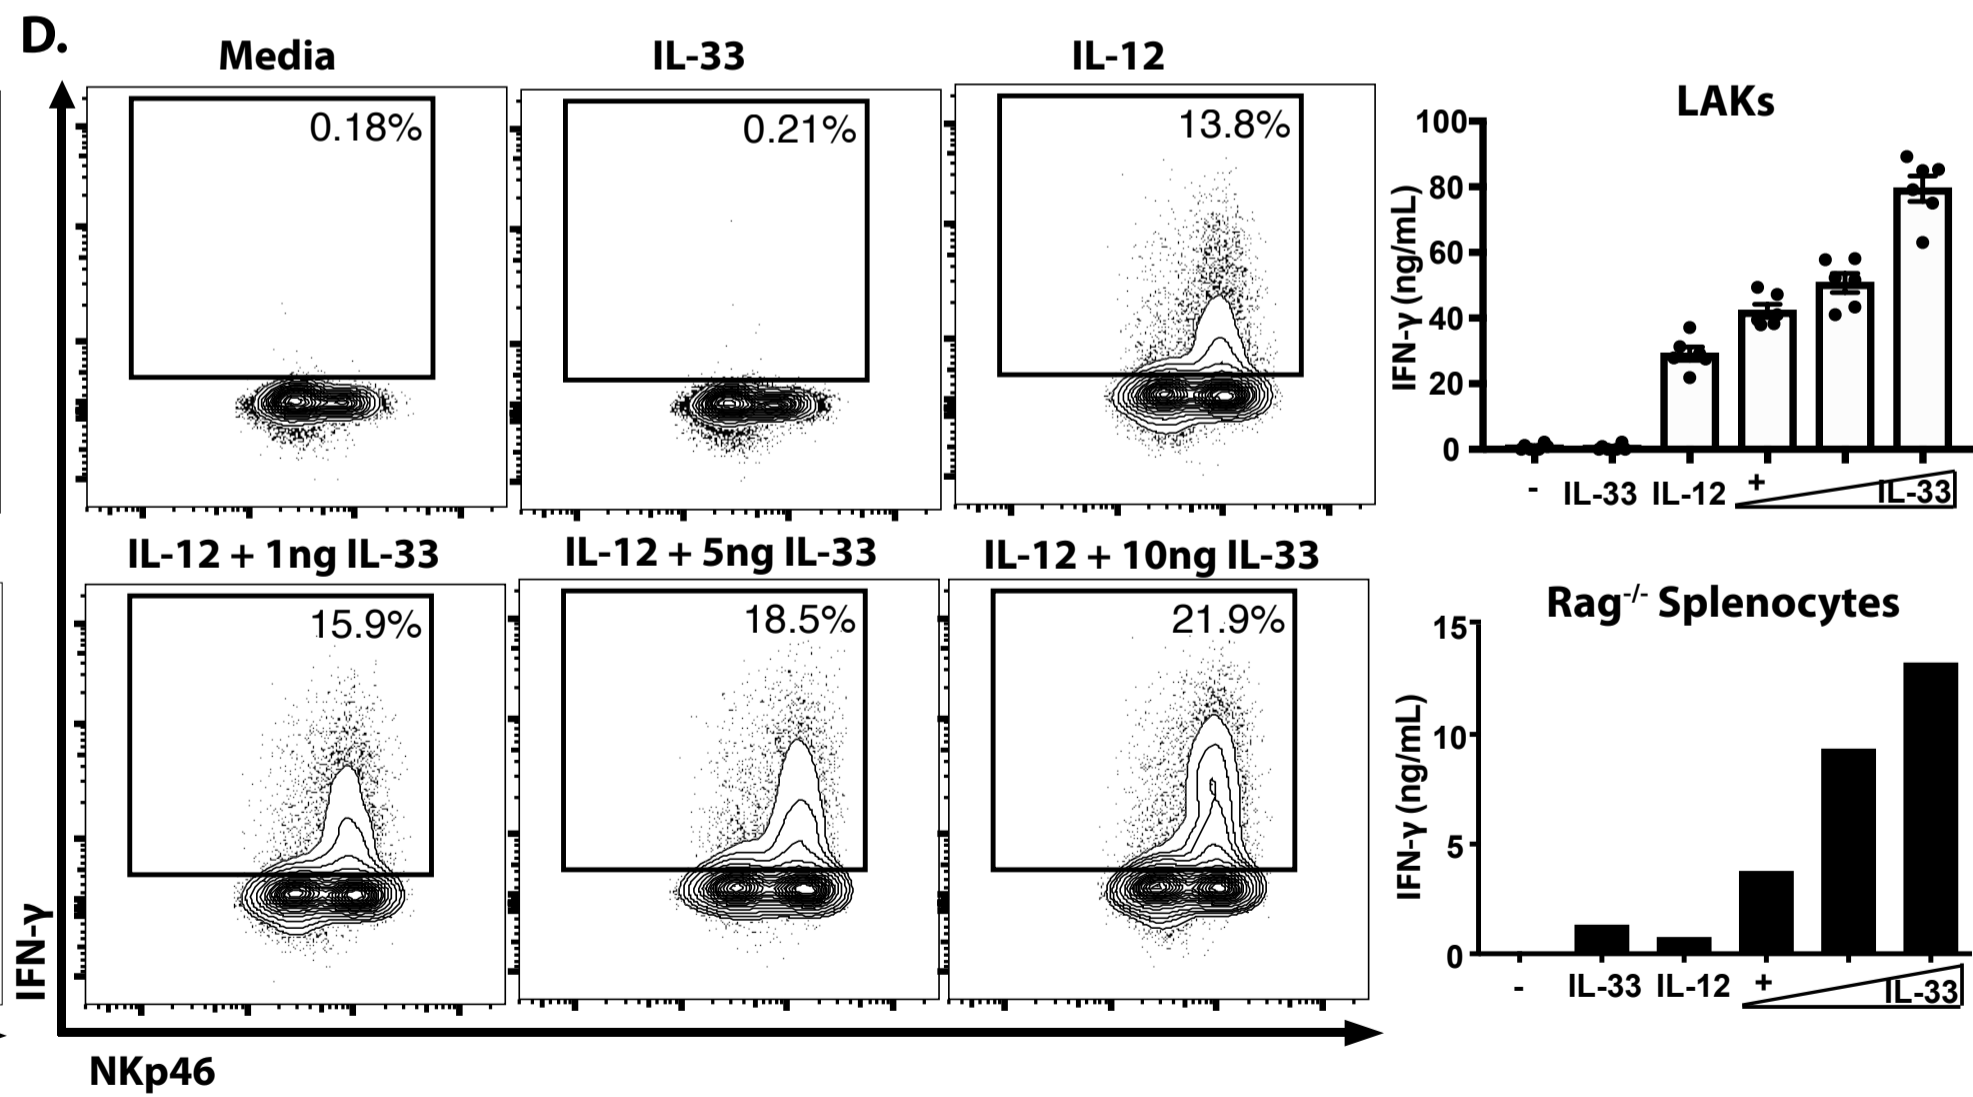 D.
Media
IL-33
IL-12
0.18%
0.21%
13.8%
IL-12 + 1ng IL-33
IL-12 + 5ng IL-33
IL-12 + 10ng IL-33
15.9%
18.5%
21.9%
IFN-γ
NKp46
LAKs
IFN-γ (ng/mL)
100
80
60
40
20
0
- IL-33 IL-12 + IL-33
Rag-/- Splenocytes
IFN-γ (ng/mL)
15
10
5
0
- IL-33 IL-12 + IL-33